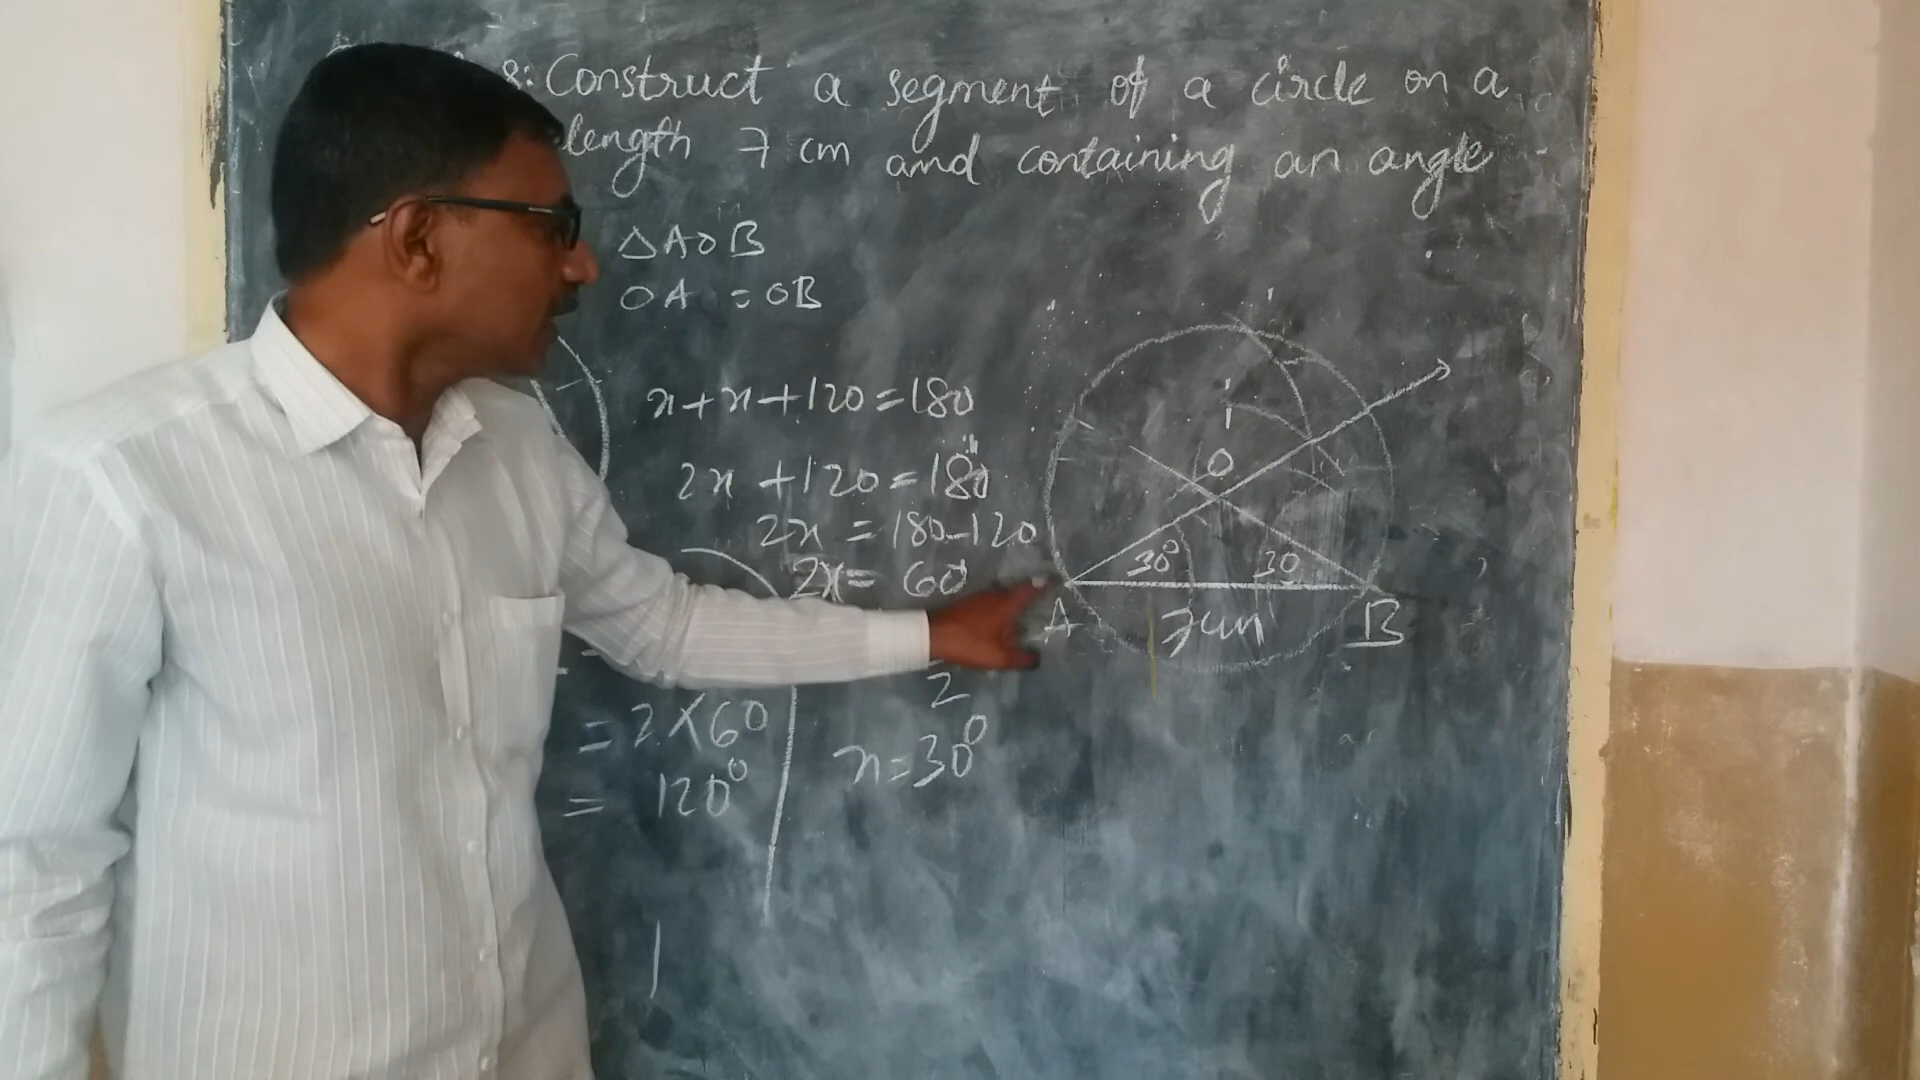 8: Construct a segment of a circle on a
length 7 cm and containing an angle
△AOB
OA = OB
x+x+120=180
2x+120=180
2x = 180-120
2x= 60
2
x=30°
= 2×60
= 120°
O
30° 30
A 7cm B